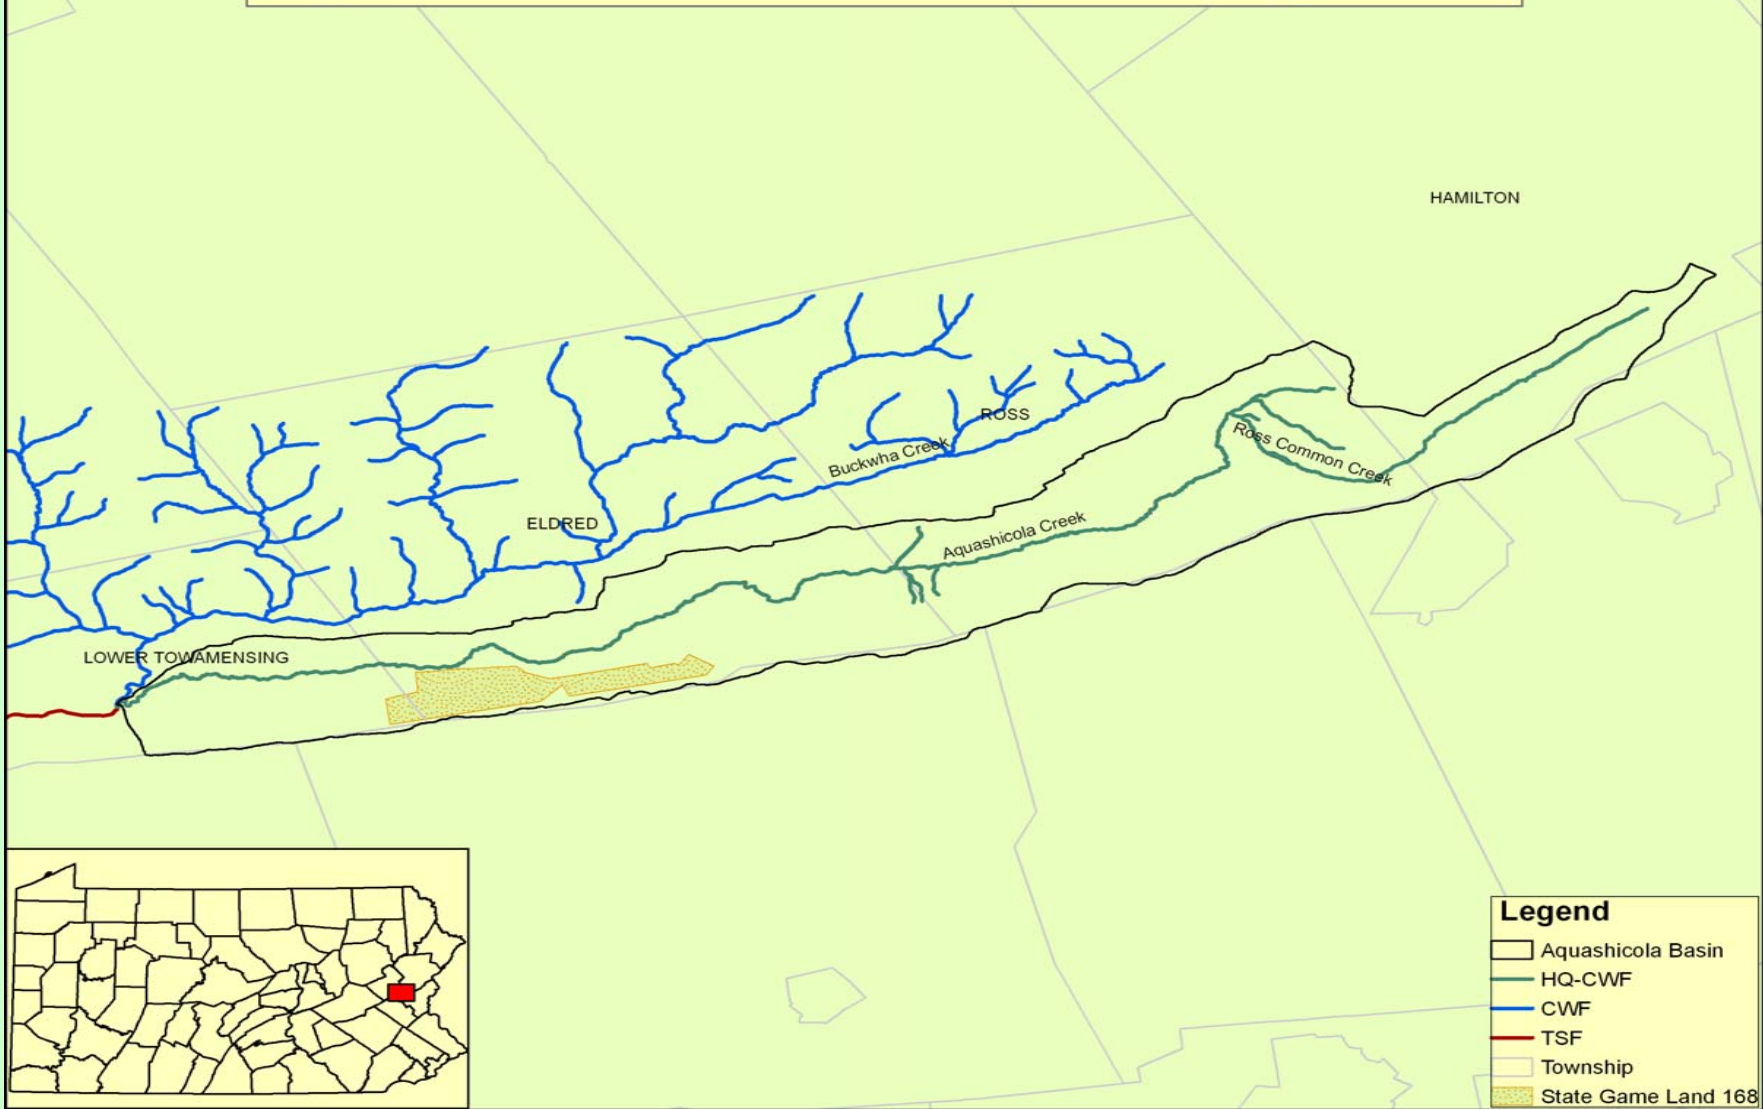 HAMILTON
ROSS
Buckwha Creek
Ross Common Creek
ELDRED
Aquashicola Creek
LOWER TOWAMENSING
Legend
Aquashicola Basin
HQ-CWF
CWF
TSF
Township
State Game Land 168